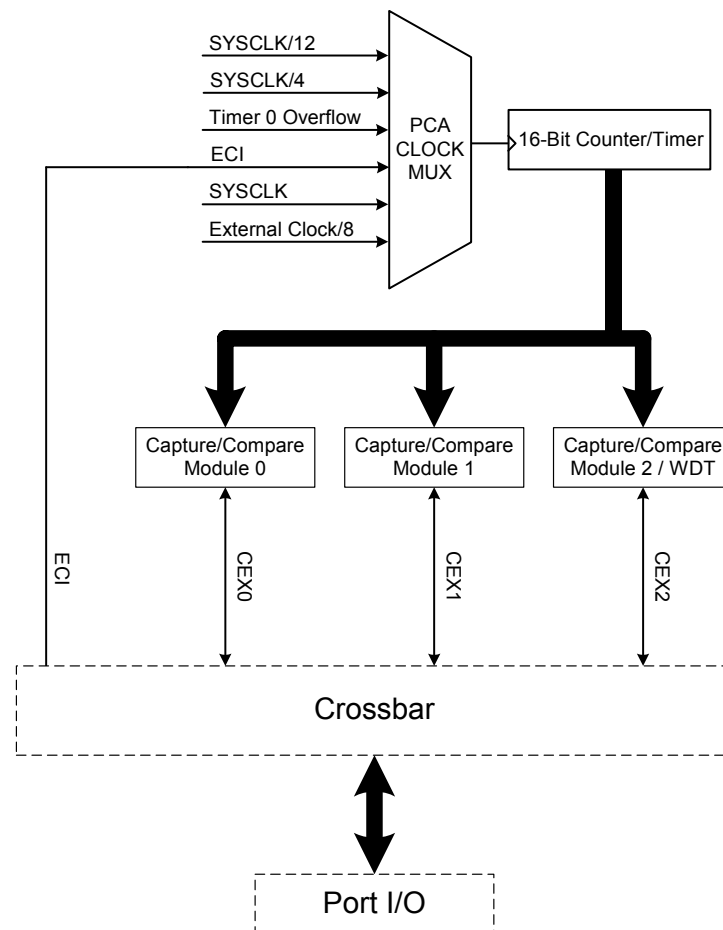 SYSCLK/12
SYSCLK/4
Timer 0 Overflow
ECI
SYSCLK
External Clock/8
PCA
CLOCK
MUX
16-Bit Counter/Timer
Capture/Compare
Module 0
Capture/Compare
Module 1
Capture/Compare
Module 2 / WDT
ECI
CEX0
CEX1
CEX2
Crossbar
Port I/O